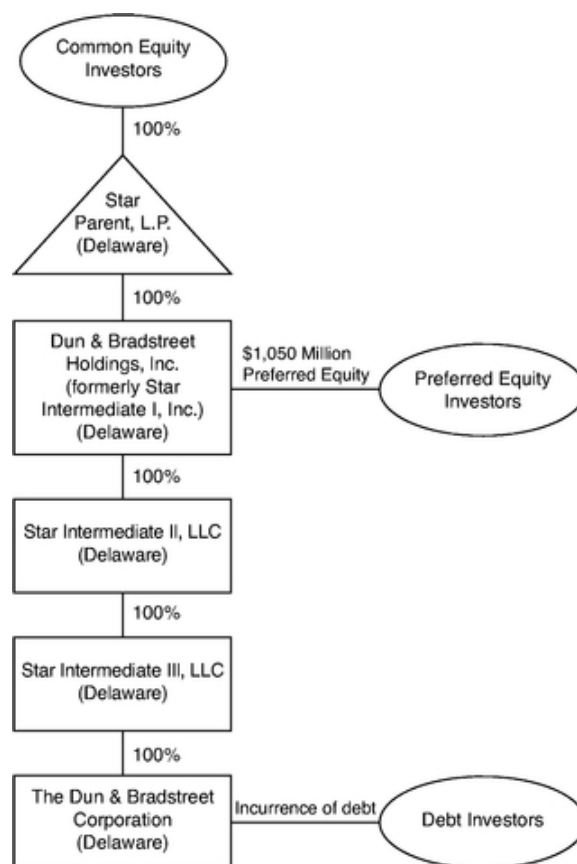 Common Equity
Investors
100%
Star
Parent, L.P.
(Delaware)
100%
Dun & Bradstreet
Holdings, Inc.
(formerly Star
Intermediate I, Inc.)
(Delaware)
$1,050 Million
Preferred Equity
Preferred Equity
Investors
100%
Star Intermediate II, LLC
(Delaware)
100%
Star Intermediate III, LLC
(Delaware)
100%
The Dun & Bradstreet
Corporation
(Delaware)
Incurrence of debt
Debt Investors